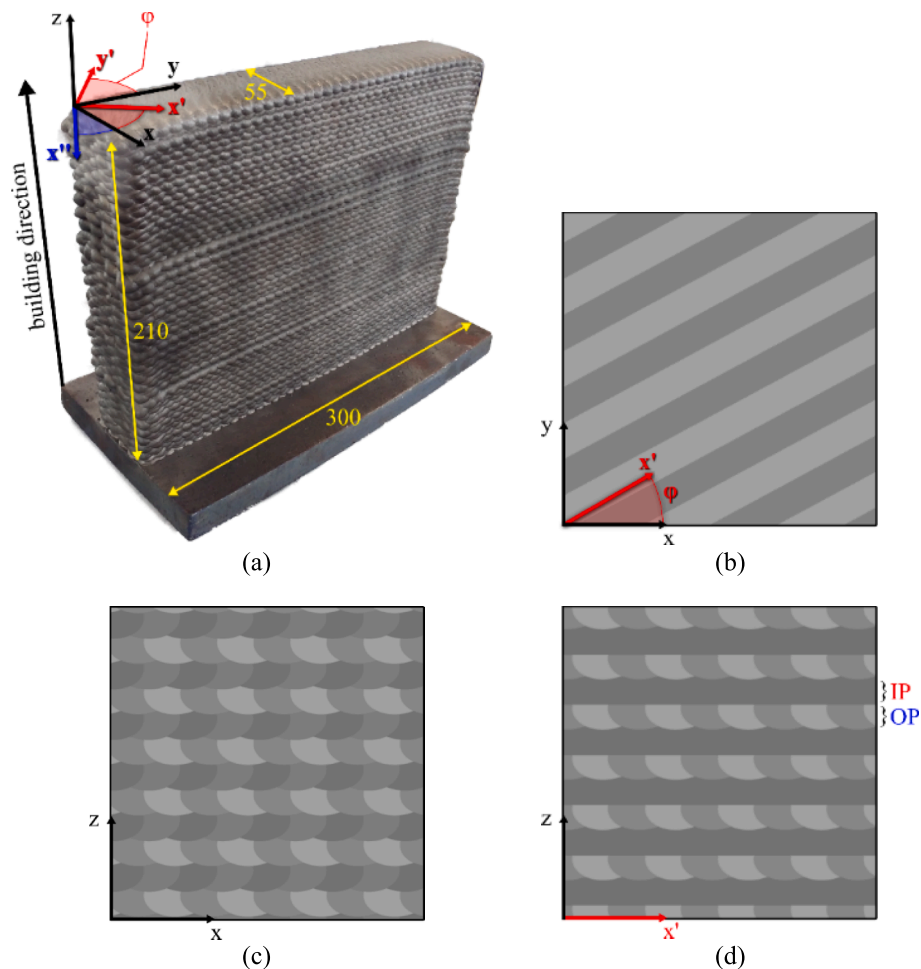 z
φ
y'
y
55
x'
x
x''
building direction
210
300
(a)
y
x'
φ
x
(b)
z
x
(c)
IP
OP
z
x'
(d)